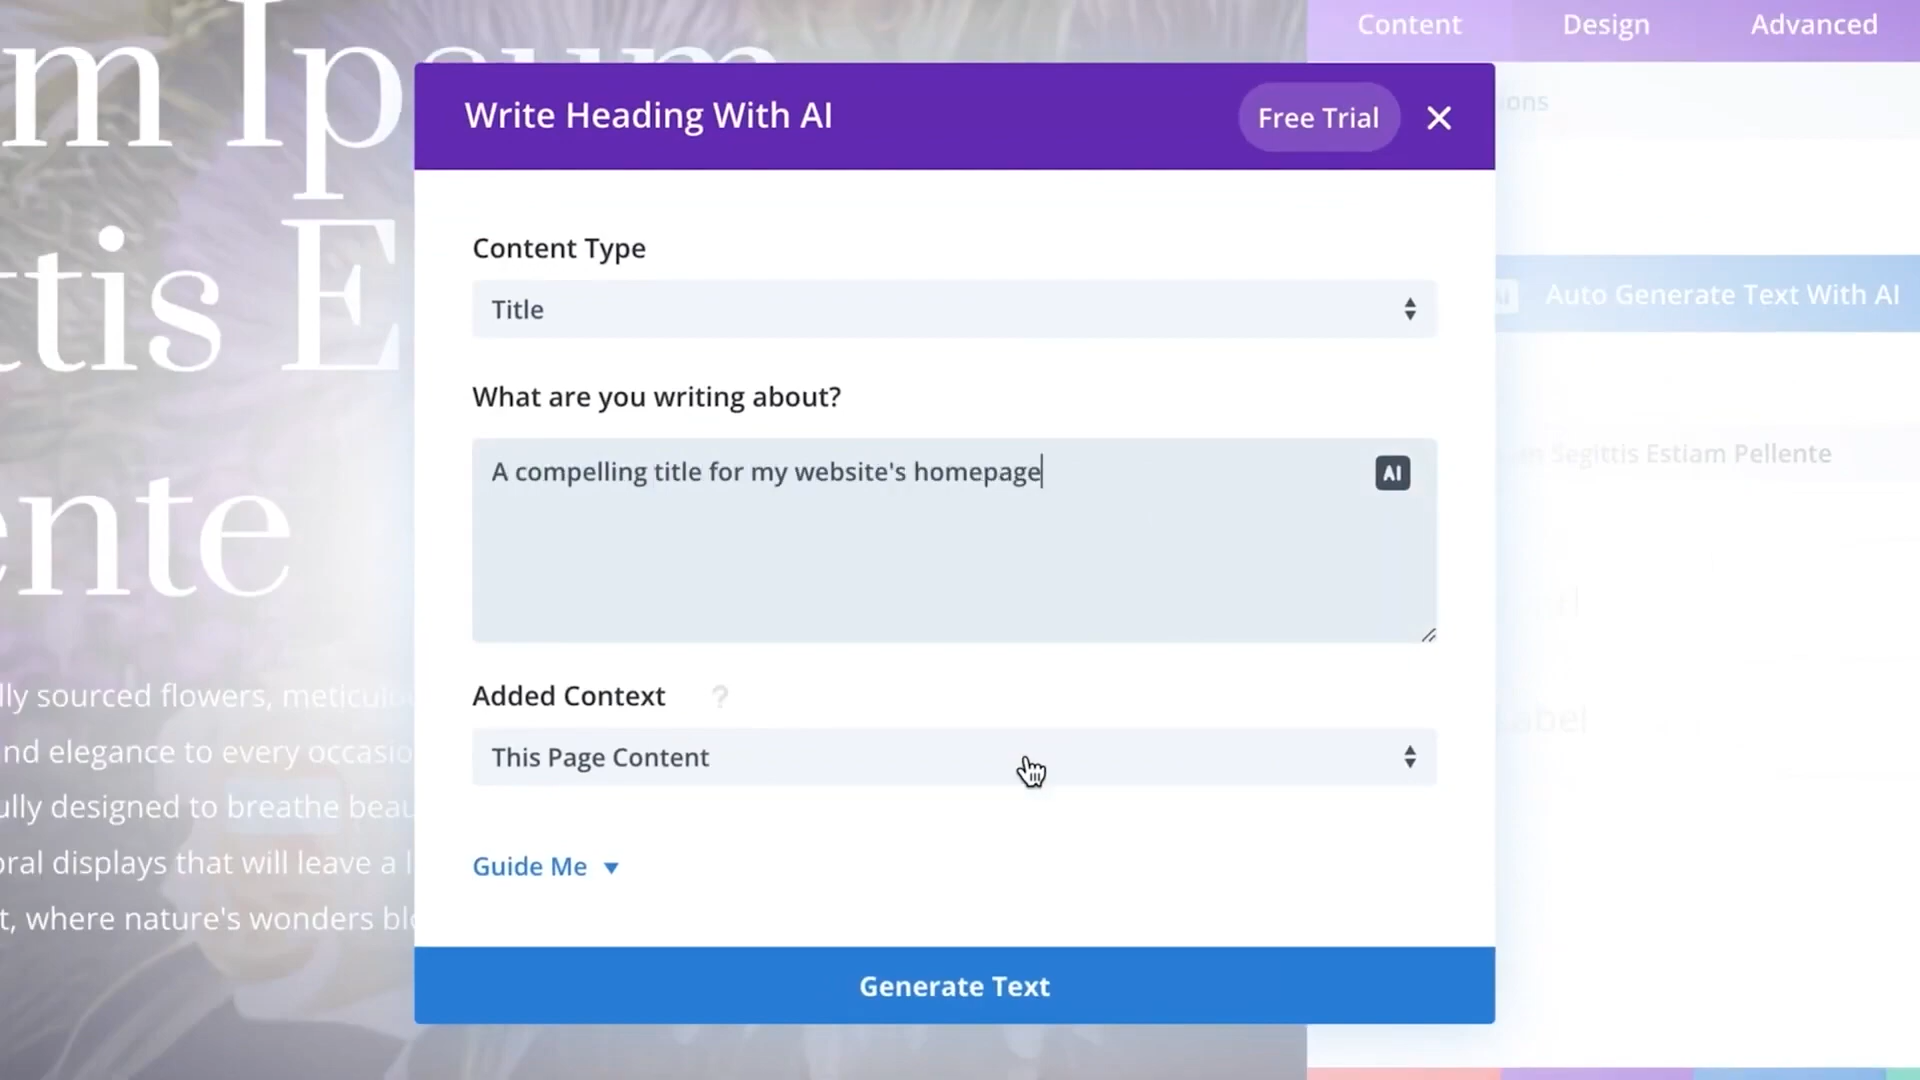 Content Design Advanced
m Ipsum
Write Heading With AI
Free Trial
Content Type
Title
Auto Generate Text With AI
ttis E
What are you writing about?
A compelling title for my website's homepage
AI
Segittis Estiam Pellente
ente
Added Context ?
lly sourced flowers,
This Page Content
nd elegance to every
ully designed to breathe
Guide Me
oral displays that will leave a
t, where nature's wonders
Generate Text